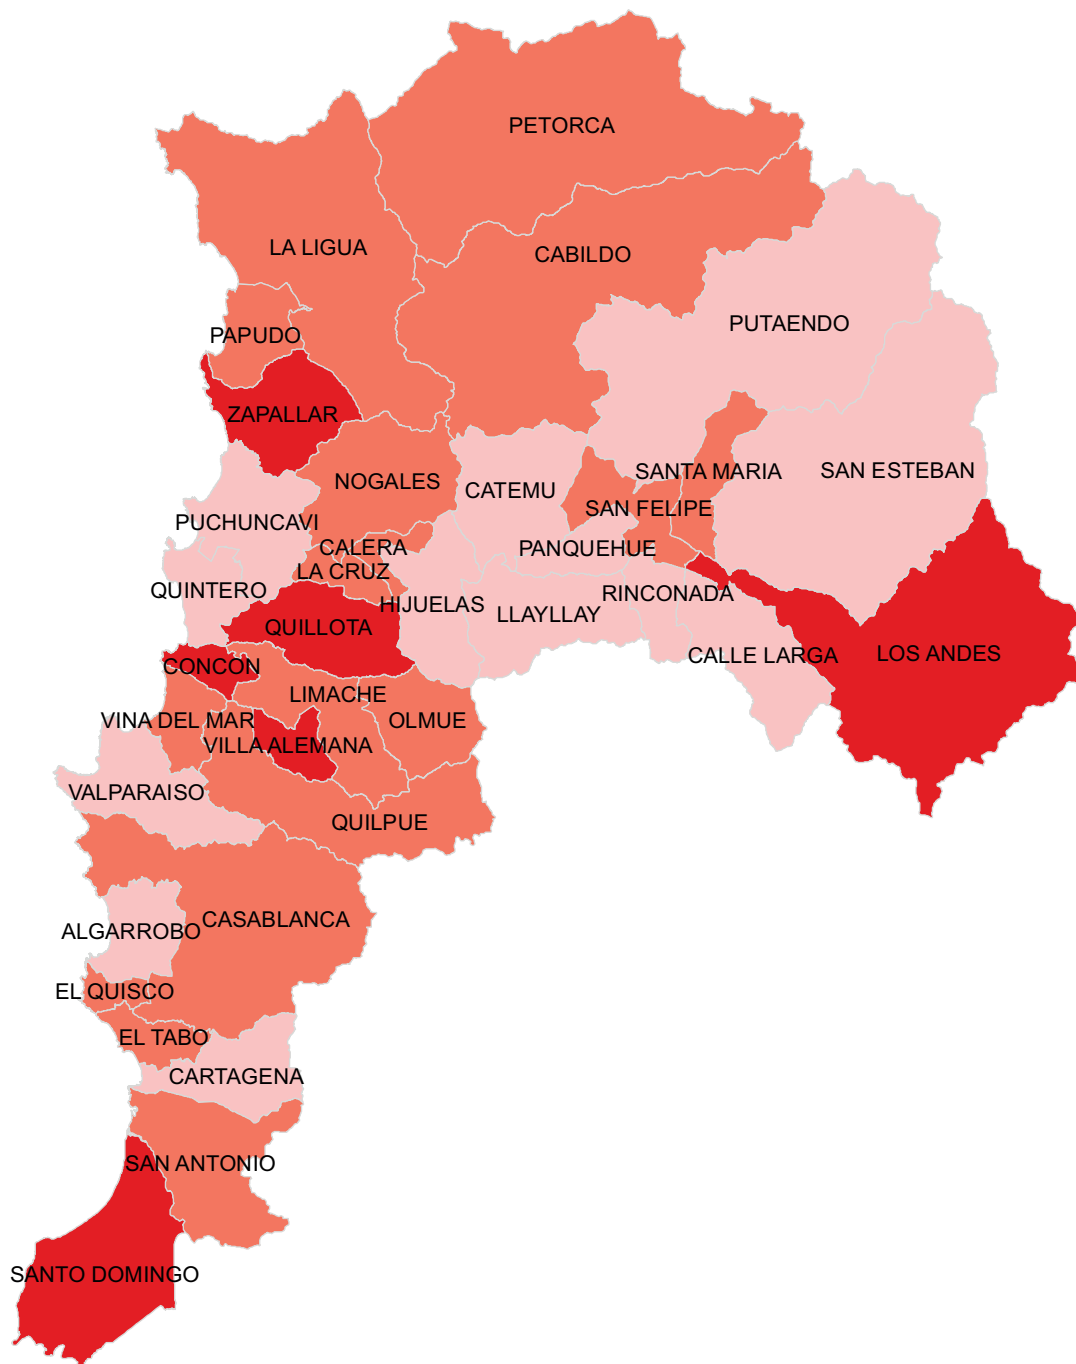 PETORCA
LA LIGUA
CABILDO
PUTAENDO
PAPUDO
ZAPALLAR
SANTA MARIA
SAN ESTEBAN
NOGALES
CATEMU
SAN FELIPE
PUCHUNCAVI
CALERA
PANQUEHUE
LA CRUZ
QUINTERO
RINCONADA
HIJUELAS
LLAYLLAY
QUILLOTA
CALLE LARGA
LOS ANDES
CONCON
LIMACHE
VINA DEL MAR
OLMUE
VILLA ALEMANA
VALPARAISO
QUILPUE
CASABLANCA
ALGARROBO
EL QUISCO
EL TABO
CARTAGENA
SAN ANTONIO
SANTO DOMINGO